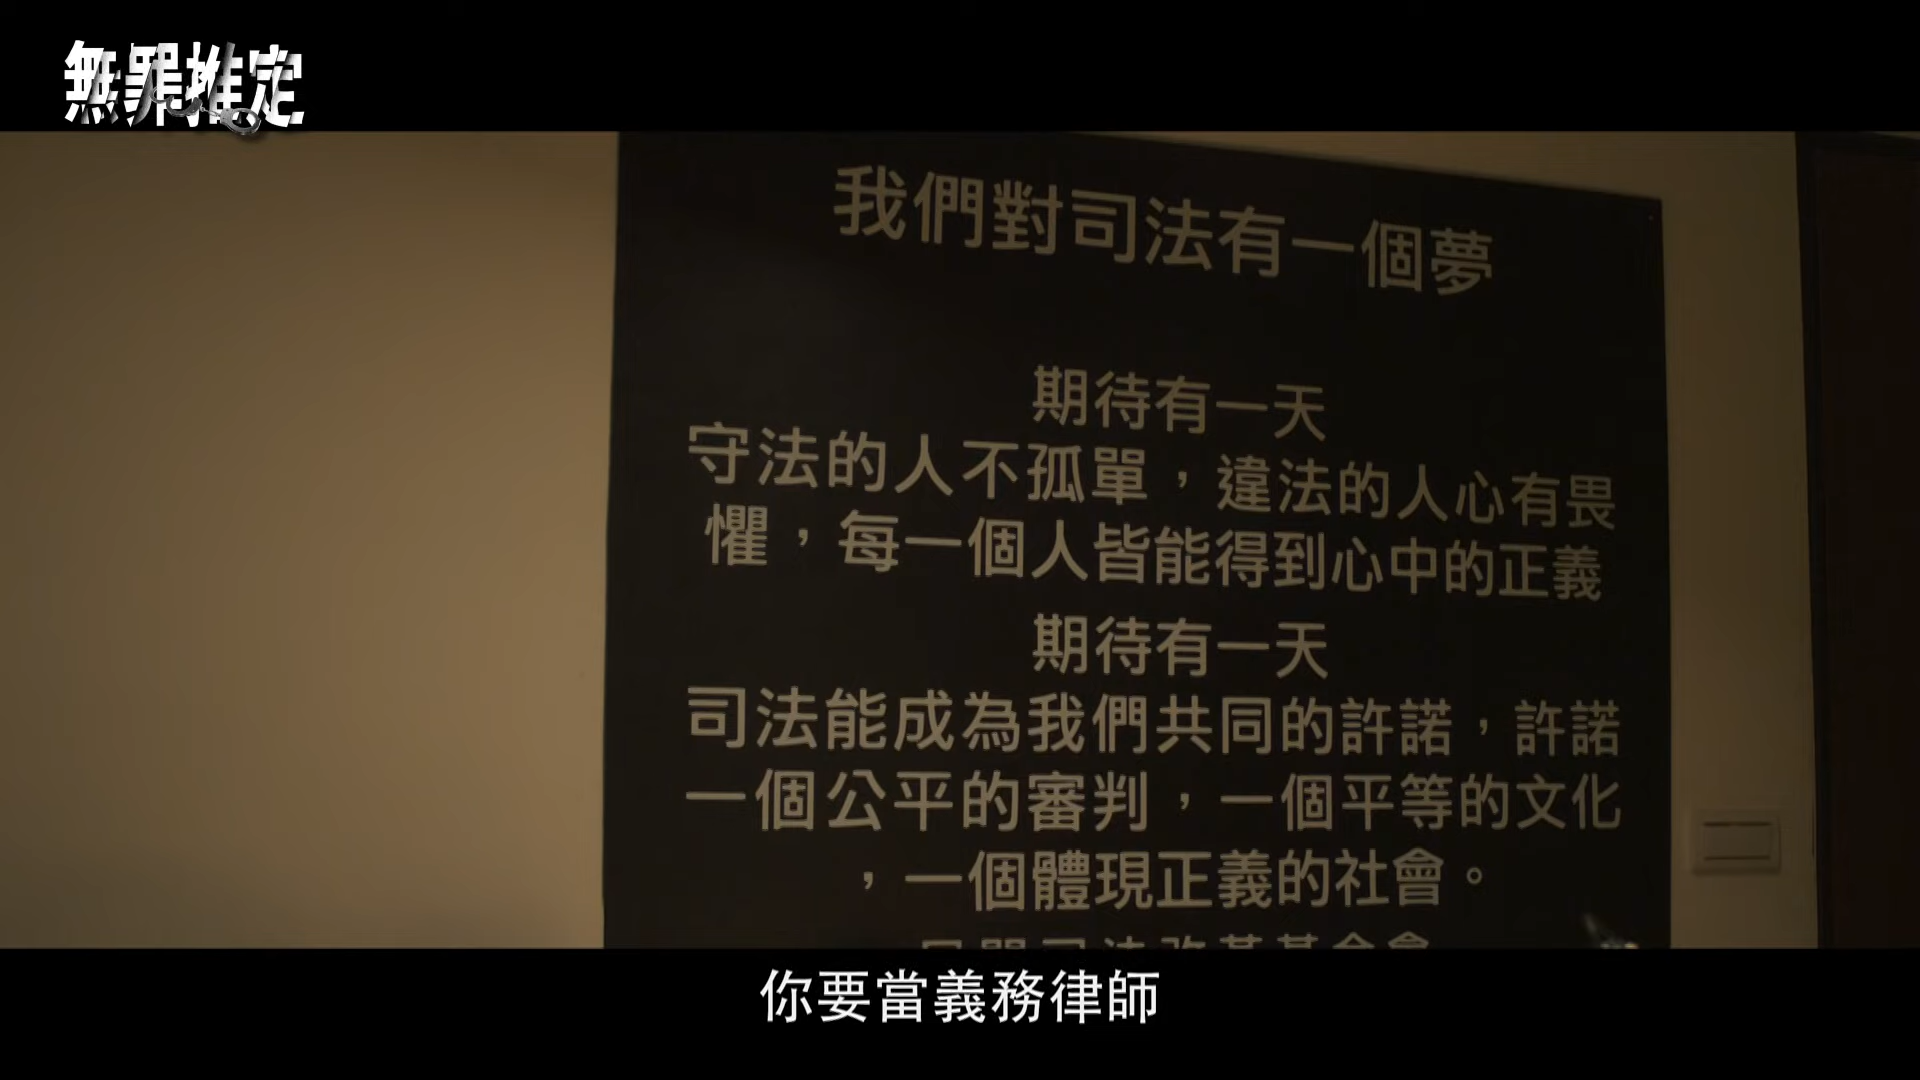 無罪推定
我們對司法有一個夢
期待有一天
守法的人不孤單，違法的人心有畏
懼，每一個人皆能得到心中的正義
期待有一天
司法能成為我們共同的許諾，許諾
一個公平的審判，一個平等的文化
，一個體現正義的社會。
你要當義務律師